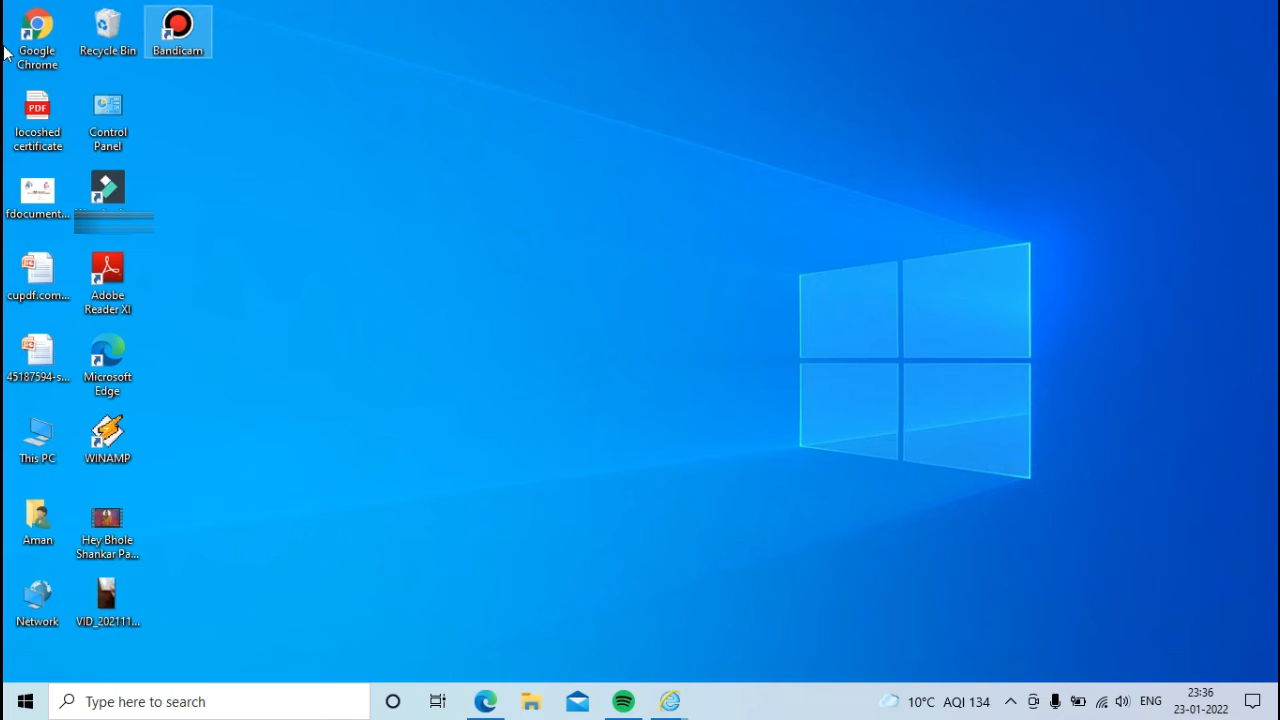 Google
Chrome
Recycle Bin
Bandicam
PDF
locoshed
certificate
Control
Panel
fdocument...
cupdf.com...
Adobe
Reader XI
45187594-s...
Microsoft
Edge
This PC
WINAMP
Aman
Hey Bhole
Shankar Pa...
Network
VID_202111...
Type here to search
10°C AQI 134
ENG
23:36
23-01-2022